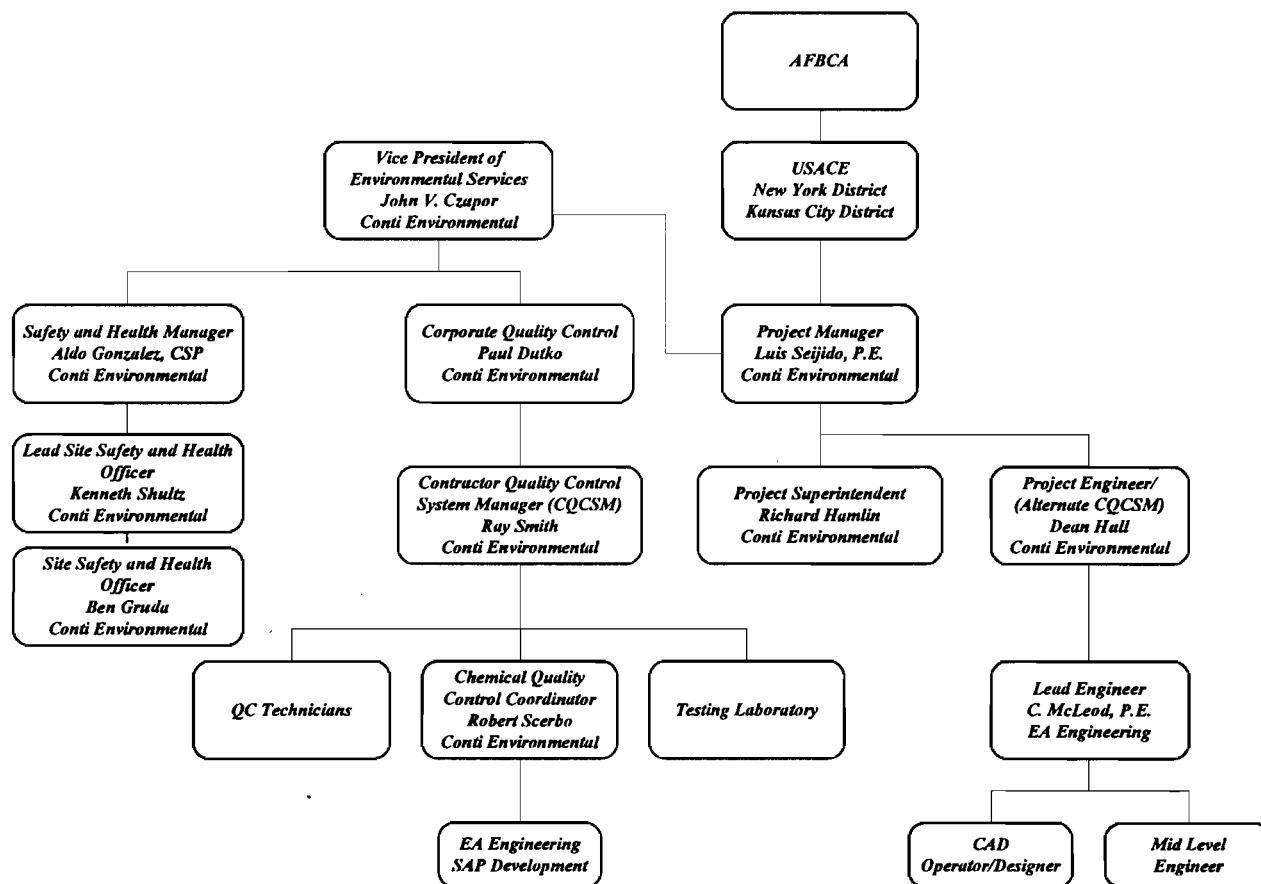 AFBCA
Vice President of
Environmental Services
John V. Czapor
Conti Environmental
USACE
New York District
Kansas City District
Safety and Health Manager
Aldo Gonzalez, CSP
Conti Environmental
Corporate Quality Control
Paul Dutko
Conti Environmental
Project Manager
Luis Seijido, P.E.
Conti Environmental
Lead Site Safety and Health
Officer
Kenneth Shultz
Conti Environmental
Contractor Quality Control
System Manager (CQCSM)
Ray Smith
Conti Environmental
Project Superintendent
Richard Hamlin
Conti Environmental
Project Engineer/
(Alternate CQCSM)
Dean Hall
Conti Environmental
Site Safety and Health
Officer
Ben Gruda
Conti Environmental
QC Technicians
Chemical Quality
Control Coordinator
Robert Scerbo
Conti Environmental
Testing Laboratory
Lead Engineer
C. McLeod, P.E.
EA Engineering
EA Engineering
SAP Development
CAD
Operator/Designer
Mid Level
Engineer